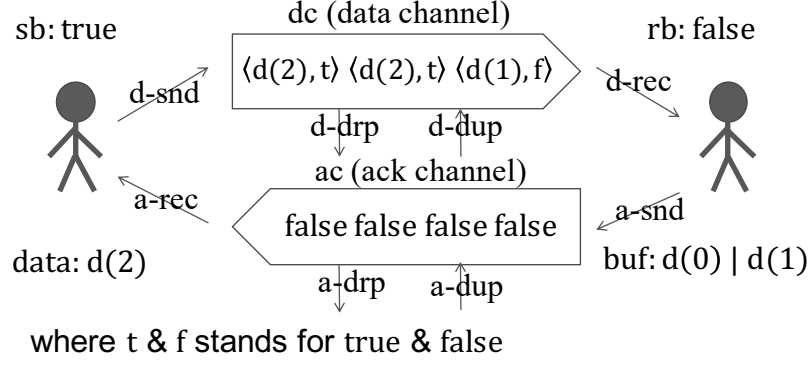 dc (data channel)
sb: true
rb: false
⟨d(2), t⟩ ⟨d(2), t⟩ ⟨d(1), f⟩
d-snd
d-rec
d-drp
d-dup
ac (ack channel)
a-rec
false false false false
a-snd
data: d(2)
buf: d(0) | d(1)
a-drp
a-dup
where t & f stands for true & false